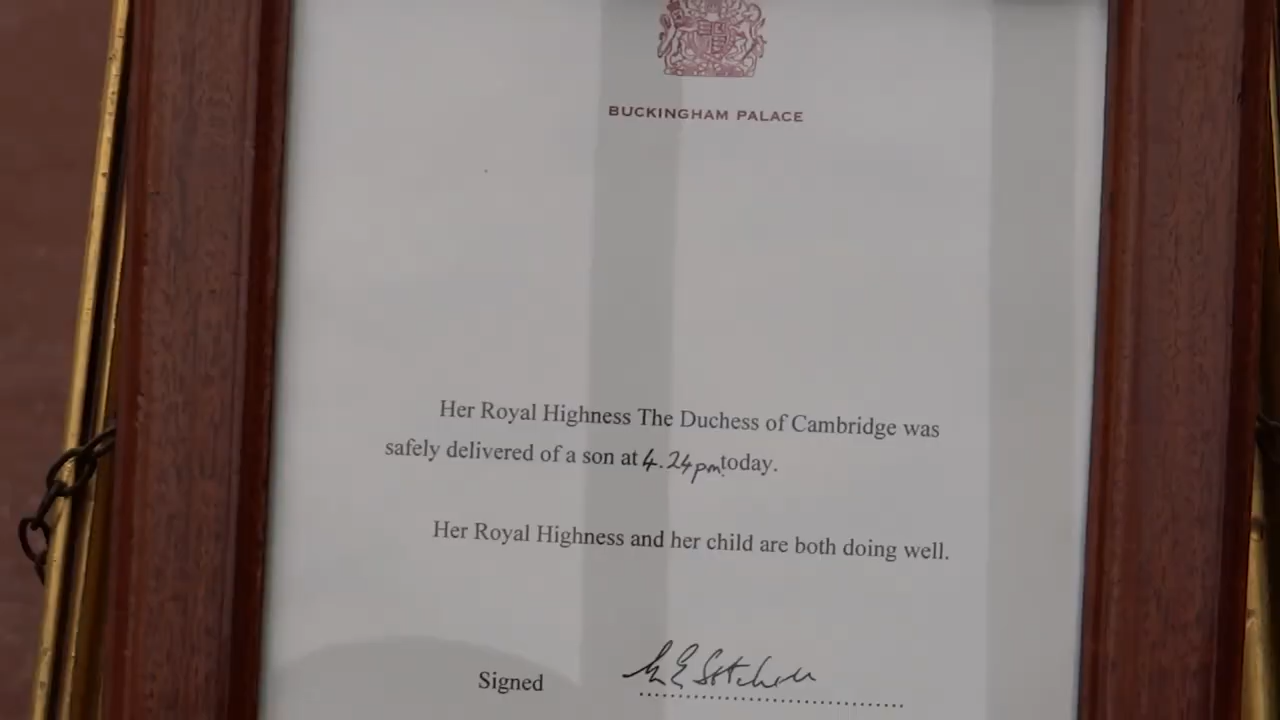 BUCKINGHAM PALACE
Her Royal Highness The Duchess of Cambridge was
safely delivered of a son at 4.24pm today.
Her Royal Highness and her child are both doing well.
Signed